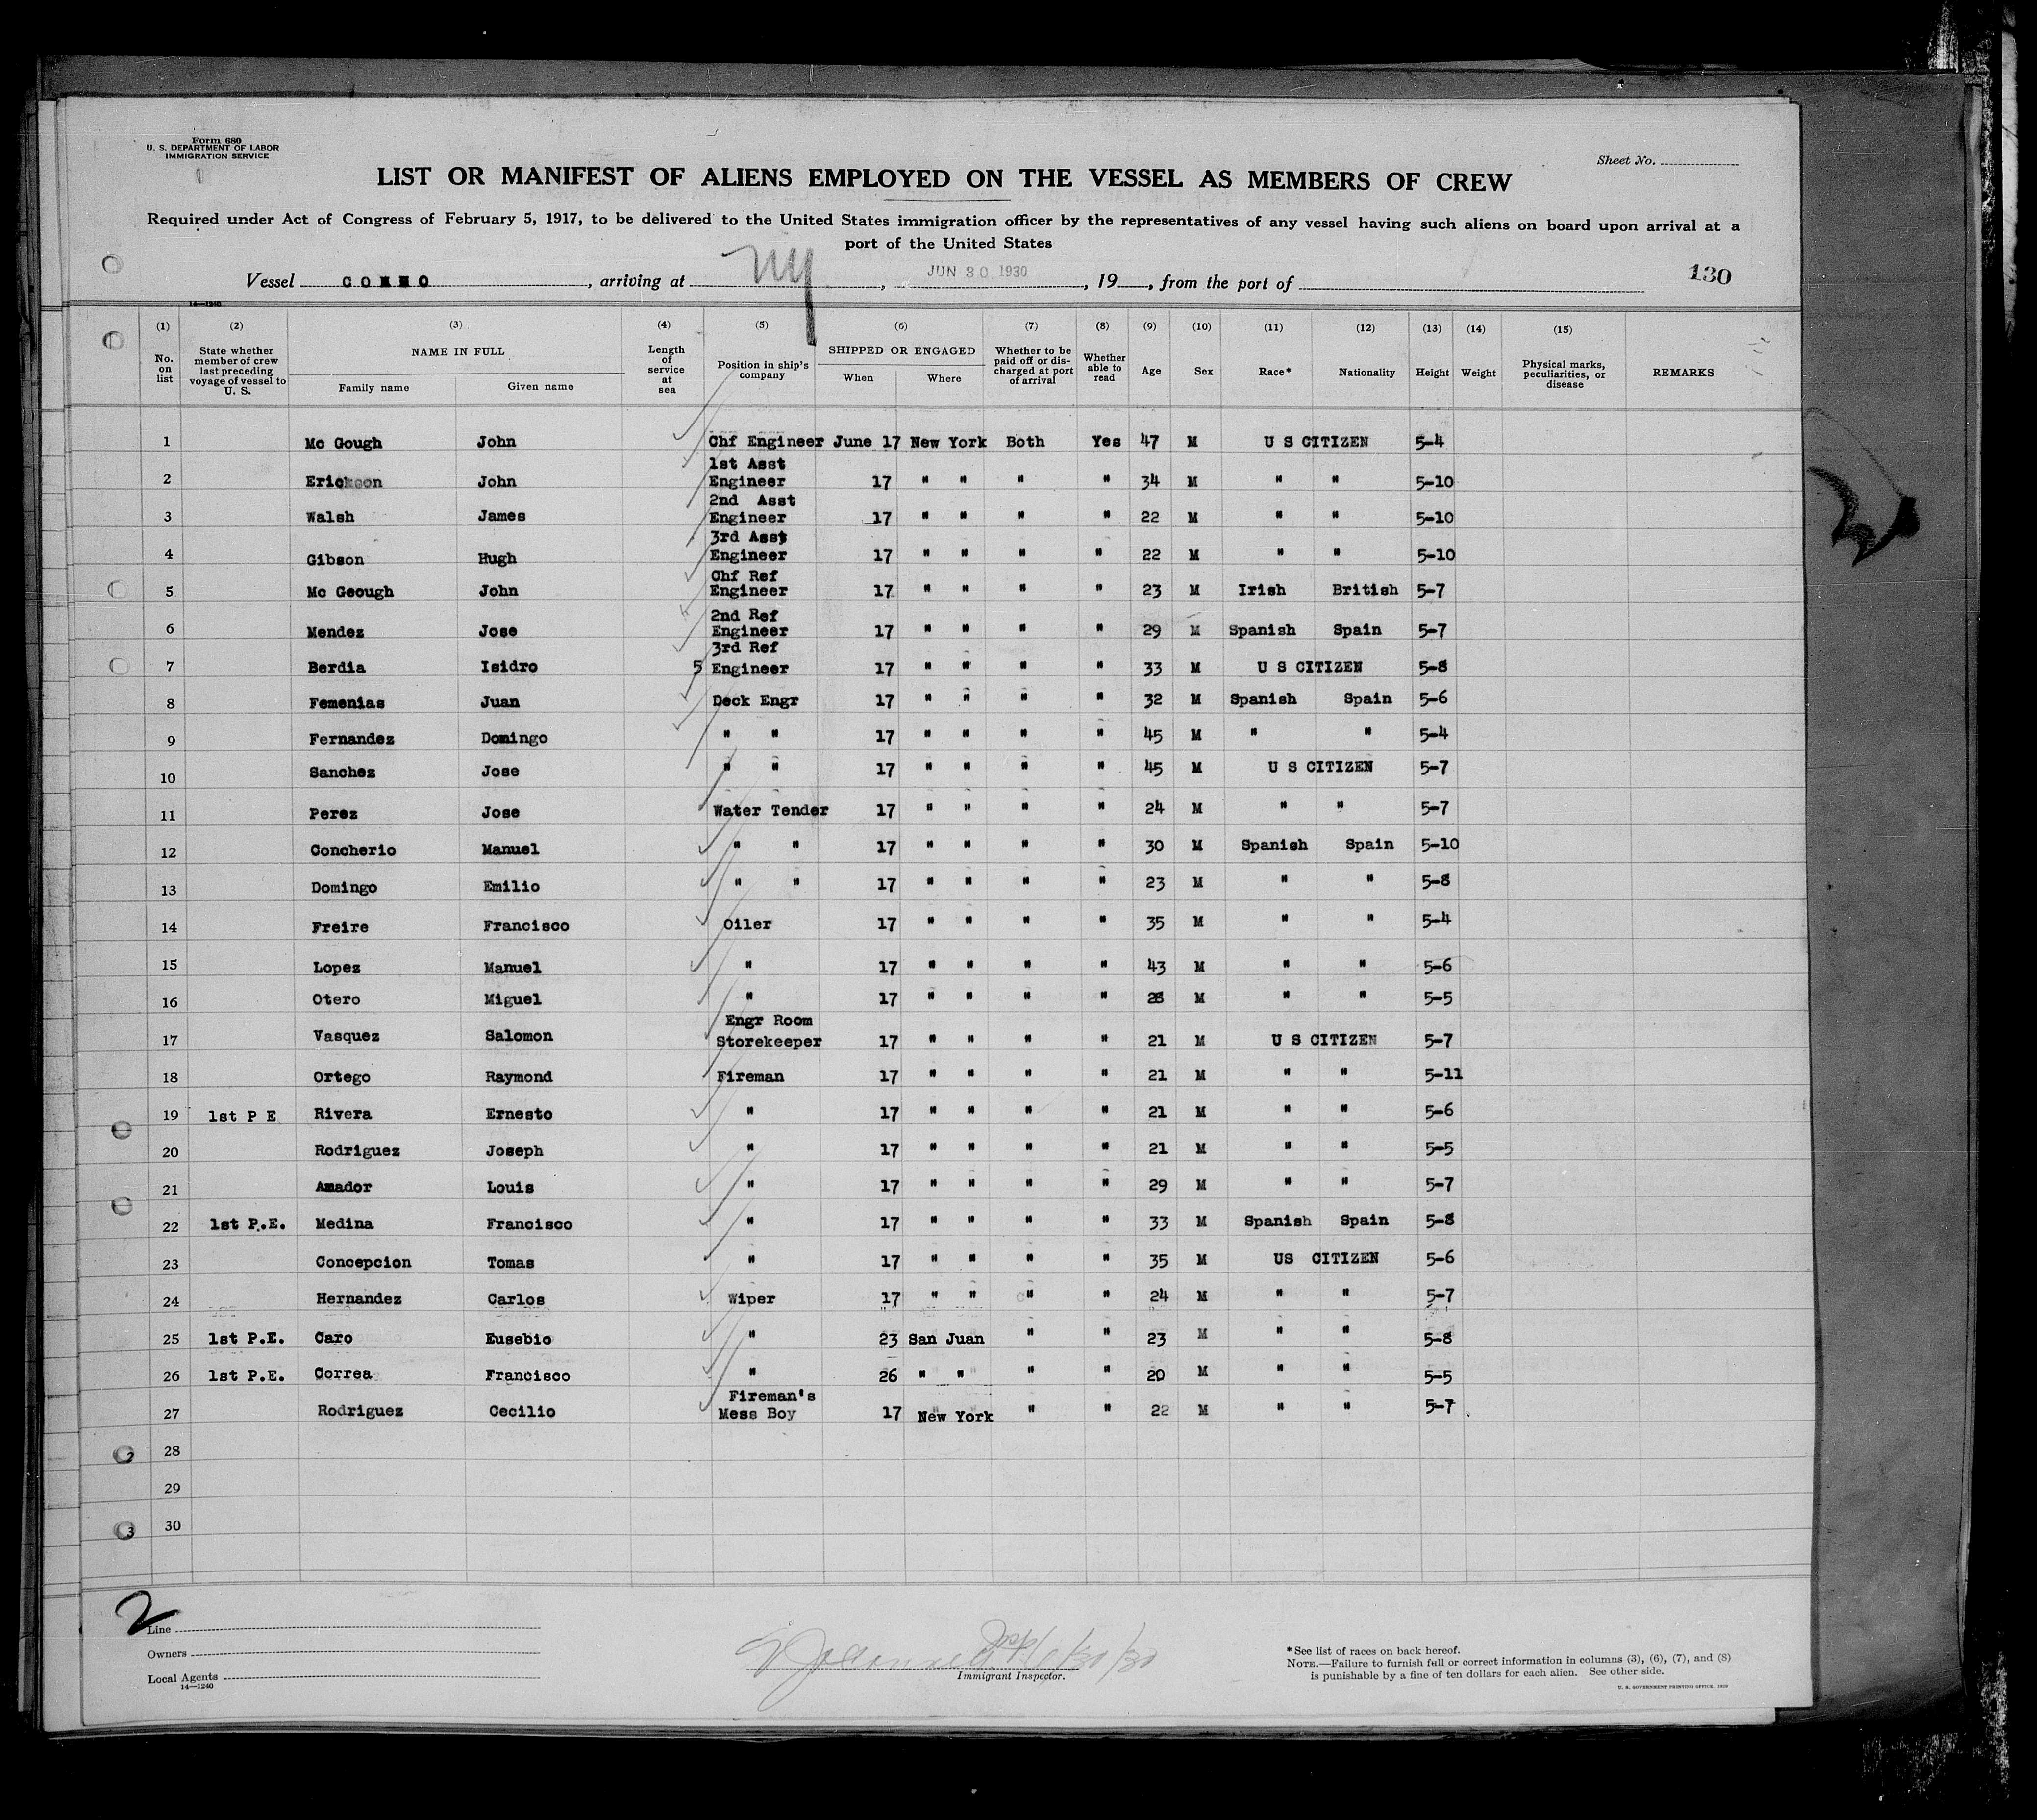 Form 680
U. S. DEPARTMENT OF LABOR
IMMIGRATION SERVICE
Sheet No.
LIST OR MANIFEST OF ALIENS EMPLOYED ON THE VESSEL AS MEMBERS OF CREW
Required under Act of Congress of February 5, 1917, to be delivered to the United States immigration officer by the representatives of any vessel having such aliens on board upon arrival at a
port of the United States
Vessel COMMO, arriving at NY, JUN 30 1930, 19, from the port of 130
14—1240
(1) (2) (3) (4) (5) (6) (7) (8) (9) (10) (11) (12) (13) (14) (15)
No. on list State whether member of crew last preceding voyage of vessel to U. S. NAME IN FULL Family name Given name Length of service at sea Position in ship's company SHIPPED OR ENGAGED When Where Whether to be paid off or discharged at port of arrival Whether able to read Age Sex Race* Nationality Height Weight Physical marks, peculiarities, or disease REMARKS
1 Mc Gough John Chf Engineer June 17 New York Both Yes 47 M U S CITIZEN 5-4
2 Erickson John 1st Asst Engineer 17 " " " " 34 M " " 5-10
3 Walsh James 2nd Asst Engineer 17 " " " " 22 M " " 5-10
4 Gibson Hugh 3rd Asst Engineer 17 " " " " 22 M " " 5-10
5 Mc Geough John Chf Ref Engineer 17 " " " " 23 M Irish British 5-7
6 Mendez Jose 2nd Ref Engineer 17 " " " " 29 M Spanish Spain 5-7
7 Berdia Isidro 5 3rd Ref Engineer 17 " " " " 33 M U S CITIZEN 5-8
8 Femenias Juan Deck Engr 17 " " " " 32 M Spanish Spain 5-6
9 Fernandez Domingo " " 17 " " " " 45 M " " 5-4
10 Sanchez Jose " " 17 " " " " 45 M U S CITIZEN 5-7
11 Perez Jose Water Tender 17 " " " " 24 M " " 5-7
12 Concherio Manuel " " 17 " " " " 30 M Spanish Spain 5-10
13 Domingo Emilio " " 17 " " " " 23 M " " 5-8
14 Freire Francisco Oiler 17 " " " " 35 M " " 5-4
15 Lopez Manuel " 17 " " " " 43 M " " 5-6
16 Otero Miguel " 17 " " " " 28 M " " 5-5
17 Vasquez Salomon Engr Room Storekeeper 17 " " " " 21 M U S CITIZEN 5-7
18 Ortego Raymond Fireman 17 " " " " 21 M " " 5-11
19 1st P E Rivera Ernesto " 17 " " " " 21 M " " 5-6
20 Rodriguez Joseph " 17 " " " " 21 M " " 5-5
21 Amador Louis " 17 " " " " 29 M " " 5-7
22 1st P.E. Medina Francisco " 17 " " " " 33 M Spanish Spain 5-8
23 Concepcion Tomas " 17 " " " " 35 M US CITIZEN 5-6
24 Hernandez Carlos Wiper 17 " " " " 24 M " " 5-7
25 1st P.E. Caro Eusebio " 23 San Juan " " 23 M " " 5-8
26 1st P.E. Correa Francisco " 26 " " " " 20 M " " 5-5
27 Rodriguez Cecilio Fireman's Mess Boy 17 New York " " 22 M " " 5-7
28
29
30
2
Line
Owners
Local Agents
14—1240
6/30/30
Immigrant Inspector.
*See list of races on back hereof.
NOTE.—Failure to furnish full or correct information in columns (3), (6), (7), and (8)
is punishable by a fine of ten dollars for each alien. See other side.